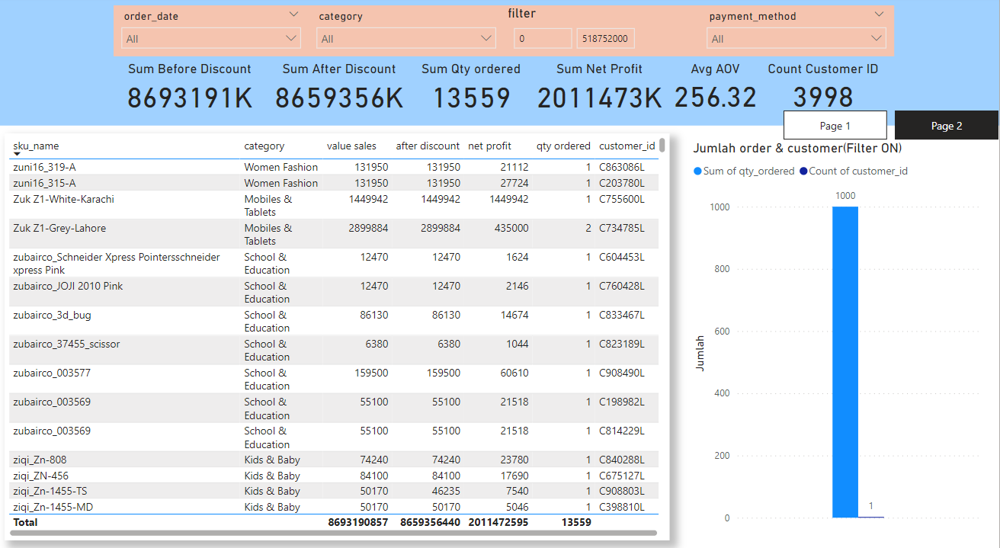 order_date
category
filter
payment_method
All
All
0
518752000
All
Sum Before Discount
Sum After Discount
Sum Qty ordered
Sum Net Profit
Avg AOV
Count Customer ID
8693191K
8659356K
13559
2011473K
256.32
3998
Page 1
Page 2
sku_name category value sales after discount net profit qty ordered customer_id
zuni16_319-A Women Fashion 131950 131950 21112 1 C863086L
zuni16_315-A Women Fashion 131950 131950 27724 1 C203780L
Zuk Z1-White-Karachi Mobiles & 1449942 1449942 1449942 1 C755600L
Tablets
Zuk Z1-Grey-Lahore Mobiles & 2899884 2899884 435000 2 C734785L
Tablets
zubairco_Schneider Xpress Pointersschneider School & 12470 12470 1624 1 C604453L
xpress Pink Education
zubairco_JOJI 2010 Pink School & 12470 12470 2146 1 C760428L
Education
zubairco_3d_bug School & 86130 86130 14674 1 C833467L
Education
zubairco_37455_scissor School & 6380 6380 1044 1 C823189L
Education
zubairco_003577 School & 159500 159500 60610 1 C908490L
Education
zubairco_003569 School & 55100 55100 21518 1 C198982L
Education
zubairco_003569 School & 55100 55100 21518 1 C814229L
Education
ziqi_Zn-808 Kids & Baby 74240 74240 23780 1 C840288L
ziqi_ZN-456 Kids & Baby 84100 84100 17690 1 C675127L
ziqi_Zn-1455-TS Kids & Baby 50170 46235 7540 1 C908803L
ziqi_Zn-1455-MD Kids & Baby 50170 50170 5046 1 C398810L
Total 8693190857 8659356440 2011472595 13559
Jumlah order & customer(Filter ON)
Sum of qty_ordered Count of customer_id
1000
1000
800
600
Jumlah
400
200
1
0